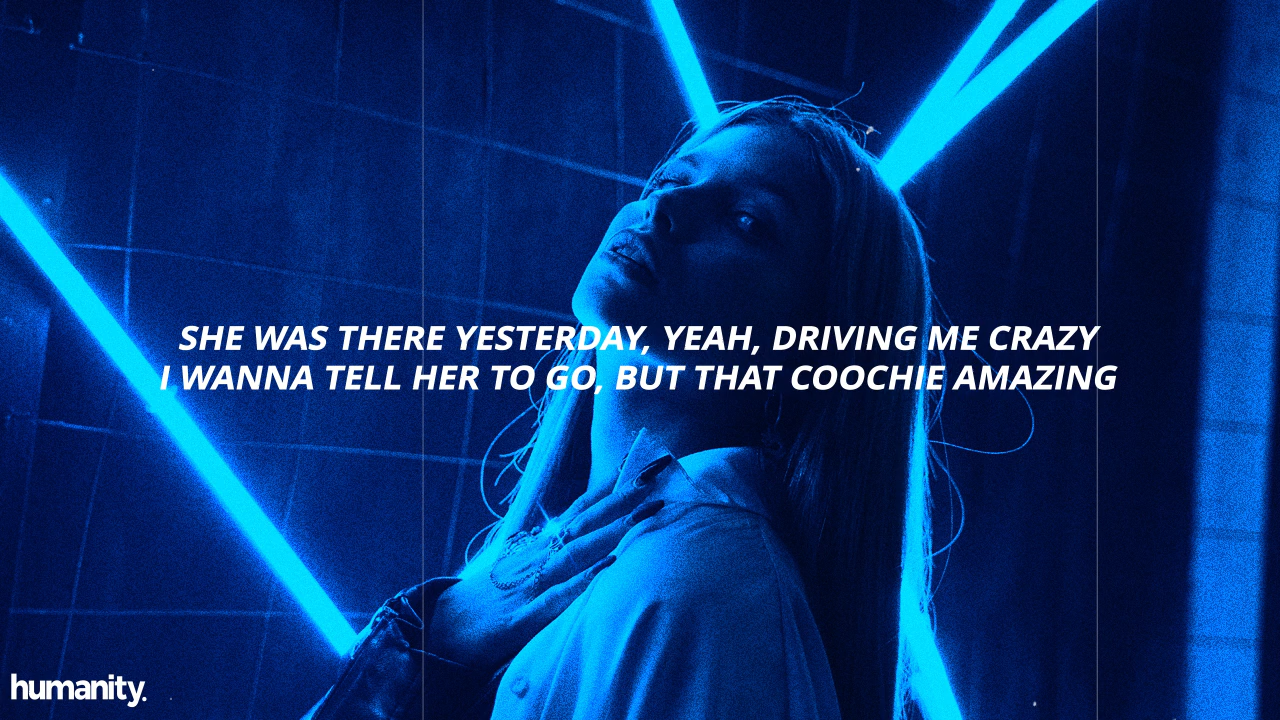 SHE WAS THERE YESTERDAY, YEAH, DRIVING ME CRAZY
I WANNA TELL HER TO GO, BUT THAT COOCHIE AMAZING
humanity.